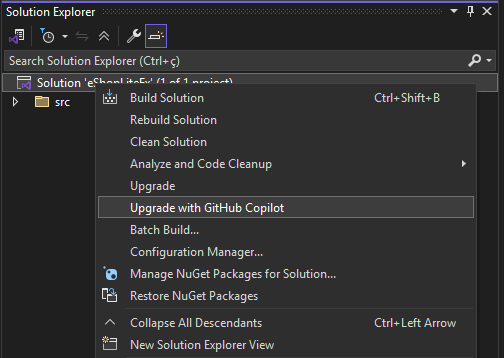 Solution Explorer
Search Solution Explorer (Ctrl+ç)
Solution 'eShopLiteFx' (1 of 1 project)
src
Build Solution Ctrl+Shift+B
Rebuild Solution
Clean Solution
Analyze and Code Cleanup
Upgrade
Upgrade with GitHub Copilot
Batch Build...
Configuration Manager...
Manage NuGet Packages for Solution...
Restore NuGet Packages
Collapse All Descendants Ctrl+Left Arrow
New Solution Explorer View